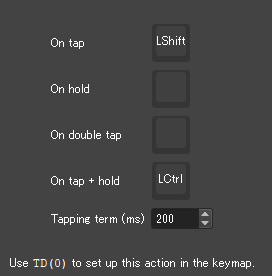 On tap LShift
On hold
On double tap
On tap + hold LCtrl
Tapping term (ms) 200
Use TD(0) to set up this action in the keymap.